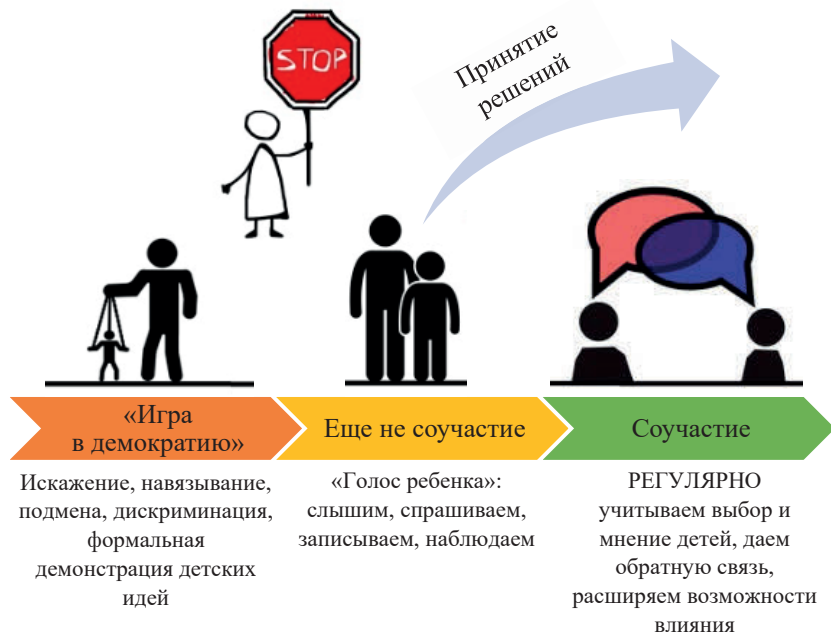 STOP
Принятие
решений
«Игра
в демократию»
Еще не соучастие
Соучастие
Искажение, навязывание,
подмена, дискриминация,
формальная
демонстрация детских
идей
«Голос ребенка»:
слышим, спрашиваем,
записываем, наблюдаем
РЕГУЛЯРНО
учитываем выбор и
мнение детей, даем
обратную связь,
расширяем возможности
влияния